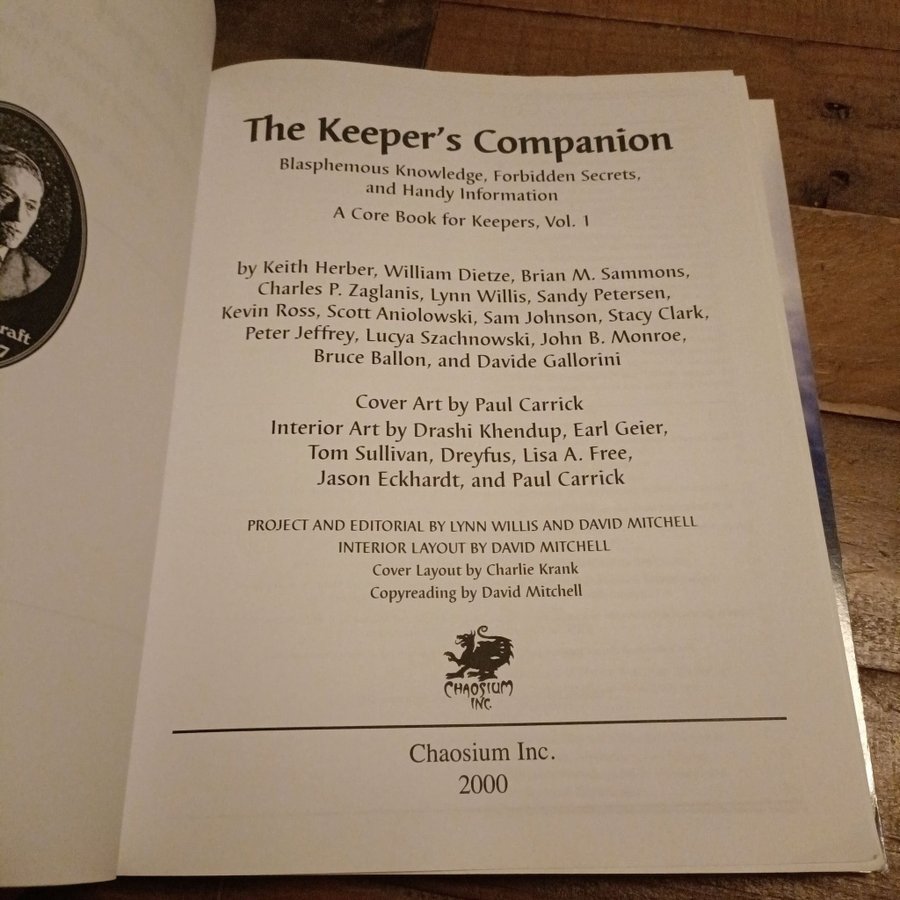 raft
7
The Keeper's Companion
Blasphemous Knowledge, Forbidden Secrets,
and Handy Information
A Core Book for Keepers, Vol. 1
by Keith Herber, William Dietze, Brian M. Sammons,
Charles P. Zaglanis, Lynn Willis, Sandy Petersen,
Kevin Ross, Scott Aniolowski, Sam Johnson, Stacy Clark,
Peter Jeffrey, Lucya Szachnowski, John B. Monroe,
Bruce Ballon, and Davide Gallorini
Cover Art by Paul Carrick
Interior Art by Drashi Khendup, Earl Geier,
Tom Sullivan, Dreyfus, Lisa A. Free,
Jason Eckhardt, and Paul Carrick
PROJECT AND EDITORIAL BY LYNN WILLIS AND DAVID MITCHELL
INTERIOR LAYOUT BY DAVID MITCHELL
Cover Layout by Charlie Krank
Copyreading by David Mitchell
CHAOSIUM
INC.
Chaosium Inc.
2000